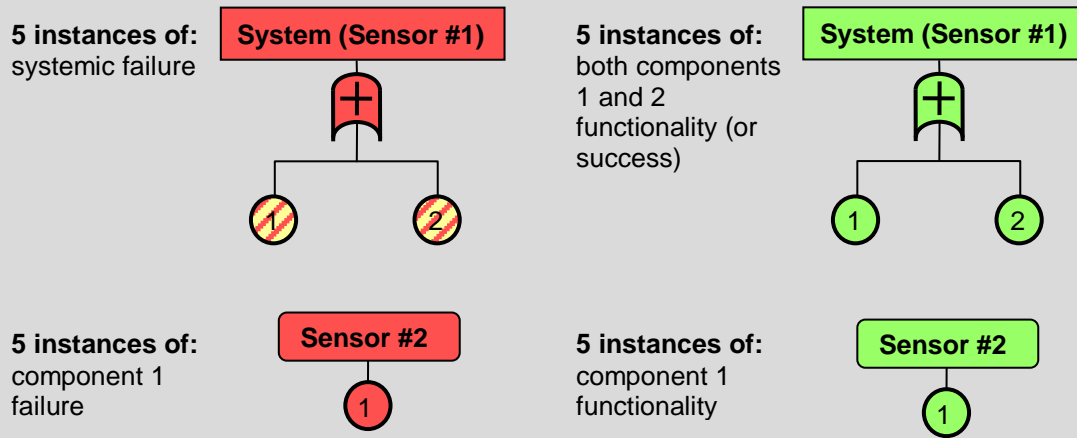 5 instances of:
systemic failure
System (Sensor #1)
+
1
2
5 instances of:
both components
1 and 2
functionality (or
success)
System (Sensor #1)
+
1
2
5 instances of:
component 1
failure
Sensor #2
1
5 instances of:
component 1
functionality
Sensor #2
1